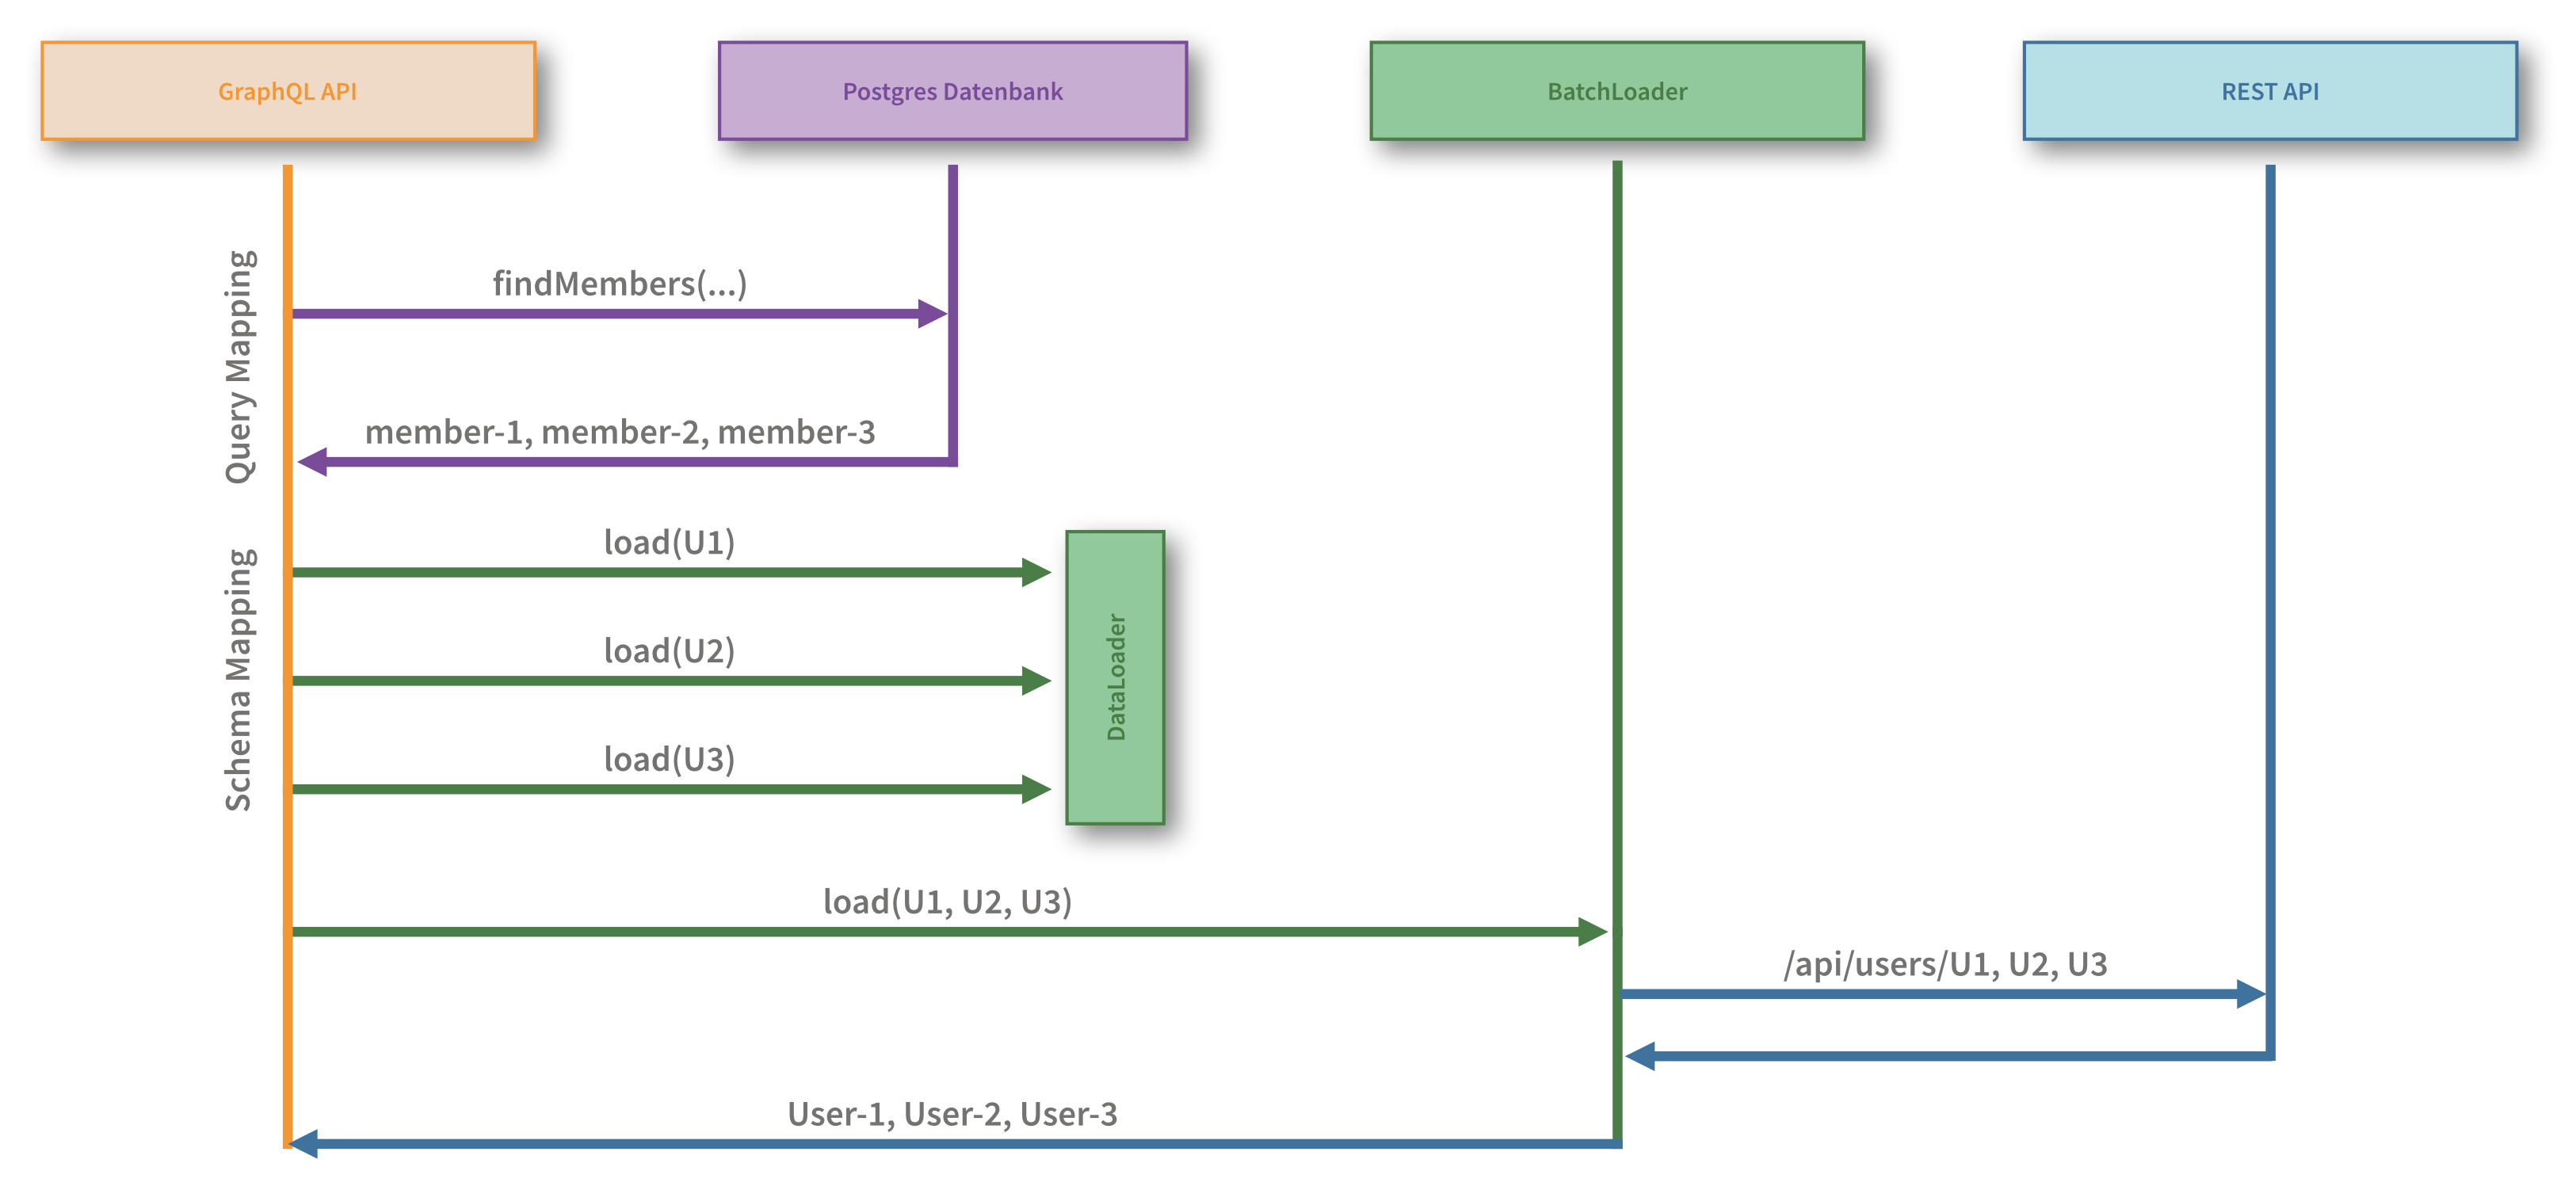 GraphQL API
Postgres Datenbank
BatchLoader
REST API
Query Mapping
findMembers(...)
member-1, member-2, member-3
Schema Mapping
load(U1)
load(U2)
load(U3)
DataLoader
load(U1, U2, U3)
/api/users/U1, U2, U3
User-1, User-2, User-3